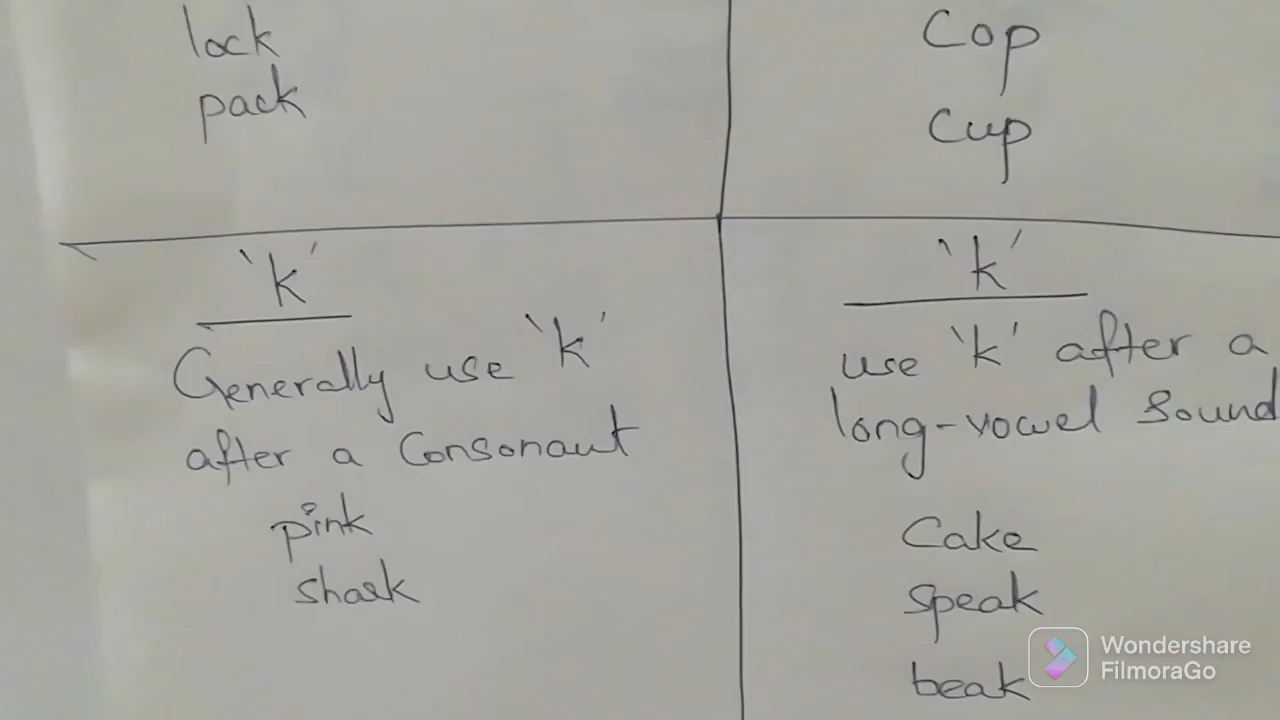 lock
pack
Cop
Cup
'k'
Generally use 'k'
after a Consonant
pink
shark
'k'
use 'k' after a
long-vowel sound
Cake
speak
beak
Wondershare
FilmoraGo